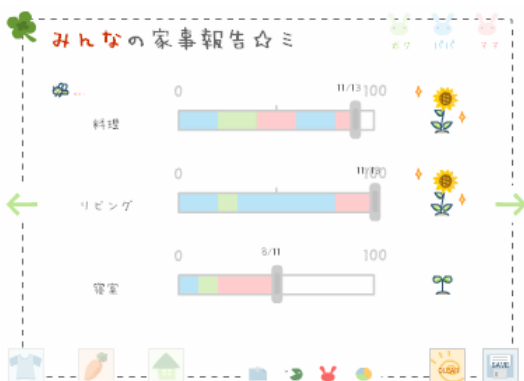 みんなの家事報告☆ミ
ボク パパ ママ
0 11/13 100
料理
0 11/13 100
リビング
0 8/11 100
寝室
CLEAR
SAVE